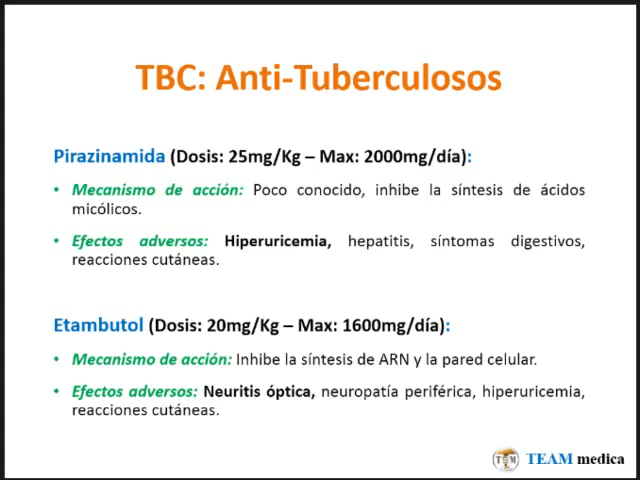 TBC: Anti-Tuberculosos
Pirazinamida (Dosis: 25mg/Kg – Max: 2000mg/día):
• Mecanismo de acción: Poco conocido, inhibe la síntesis de ácidos
micólicos.
• Efectos adversos: Hiperuricemia, hepatitis, síntomas digestivos,
reacciones cutáneas.
Etambutol (Dosis: 20mg/Kg – Max: 1600mg/día):
• Mecanismo de acción: Inhibe la síntesis de ARN y la pared celular.
• Efectos adversos: Neuritis óptica, neuropatía periférica, hiperuricemia,
reacciones cutáneas.
TEAM medica